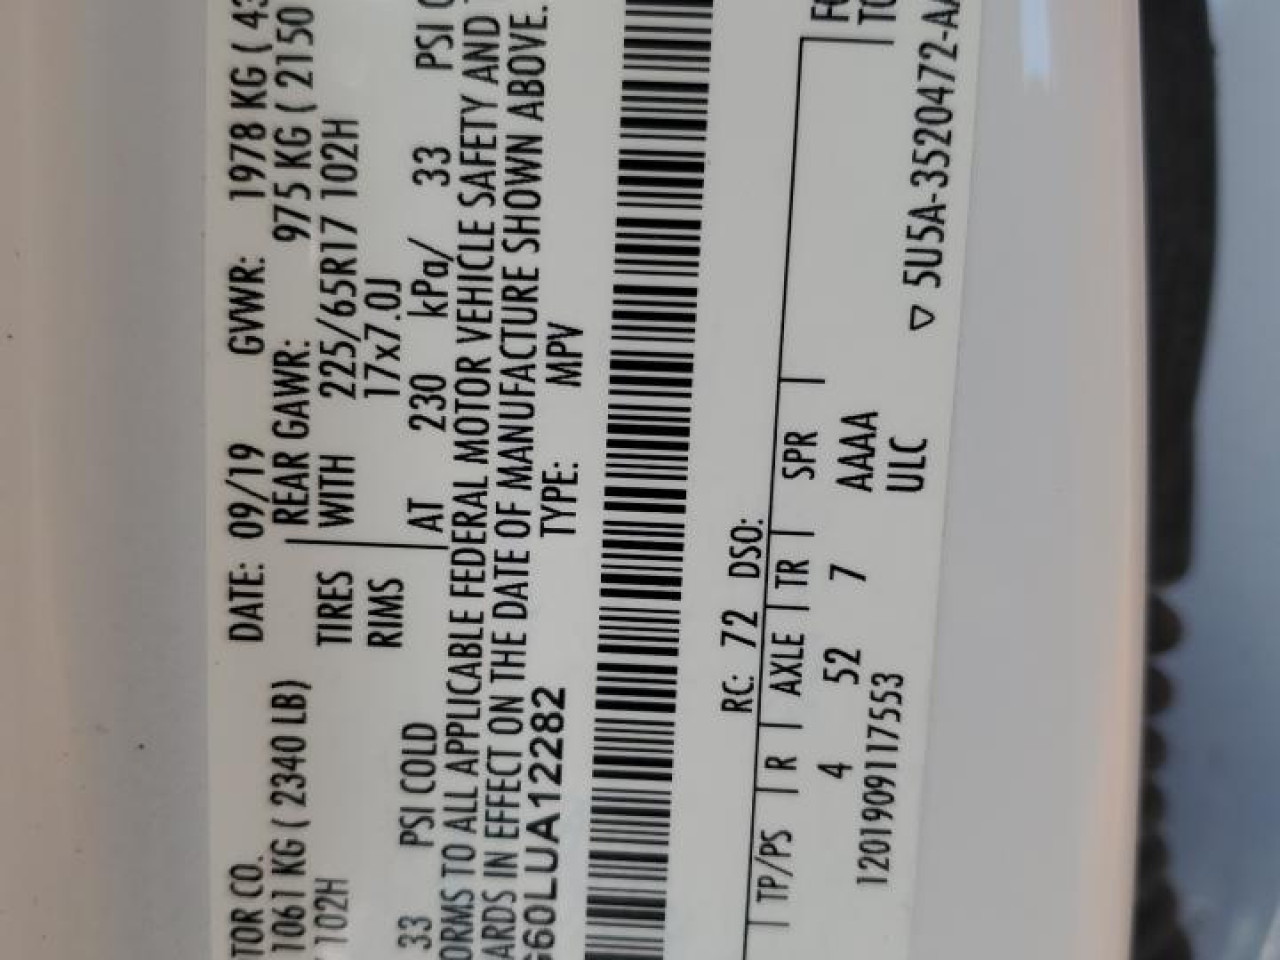 TOR CO. DATE: 09/19 GVWR: 1978 KG ( 43
1061 KG ( 2340 LB) REAR GAWR: 975 KG ( 2150
102H TIRES WITH 225/65R17 102H
RIMS 17x7.0J
33 PSI COLD AT 230 kPa/ 33 PSI C
ORMS TO ALL APPLICABLE FEDERAL MOTOR VEHICLE SAFETY AND
ARDS IN EFFECT ON THE DATE OF MANUFACTURE SHOWN ABOVE.
G60LUA12282 TYPE: MPV
RC: 72 DSO:
TP/PS R AXLE TR SPR
4 52 7 AAAA
1201909117553 ULC
5U5A-3520472-AA